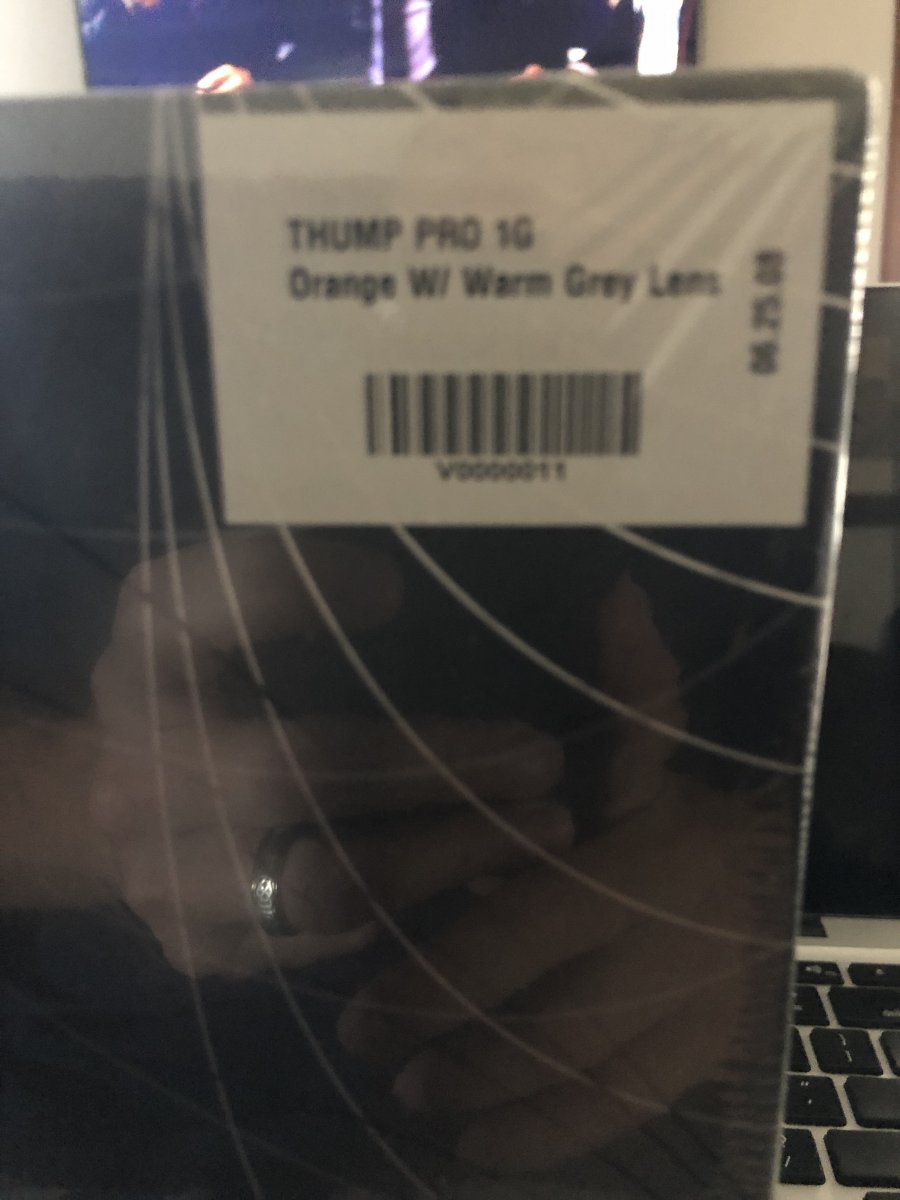 THUMP PRO 1G
Orange W/ Warm Grey Lens
V0000011